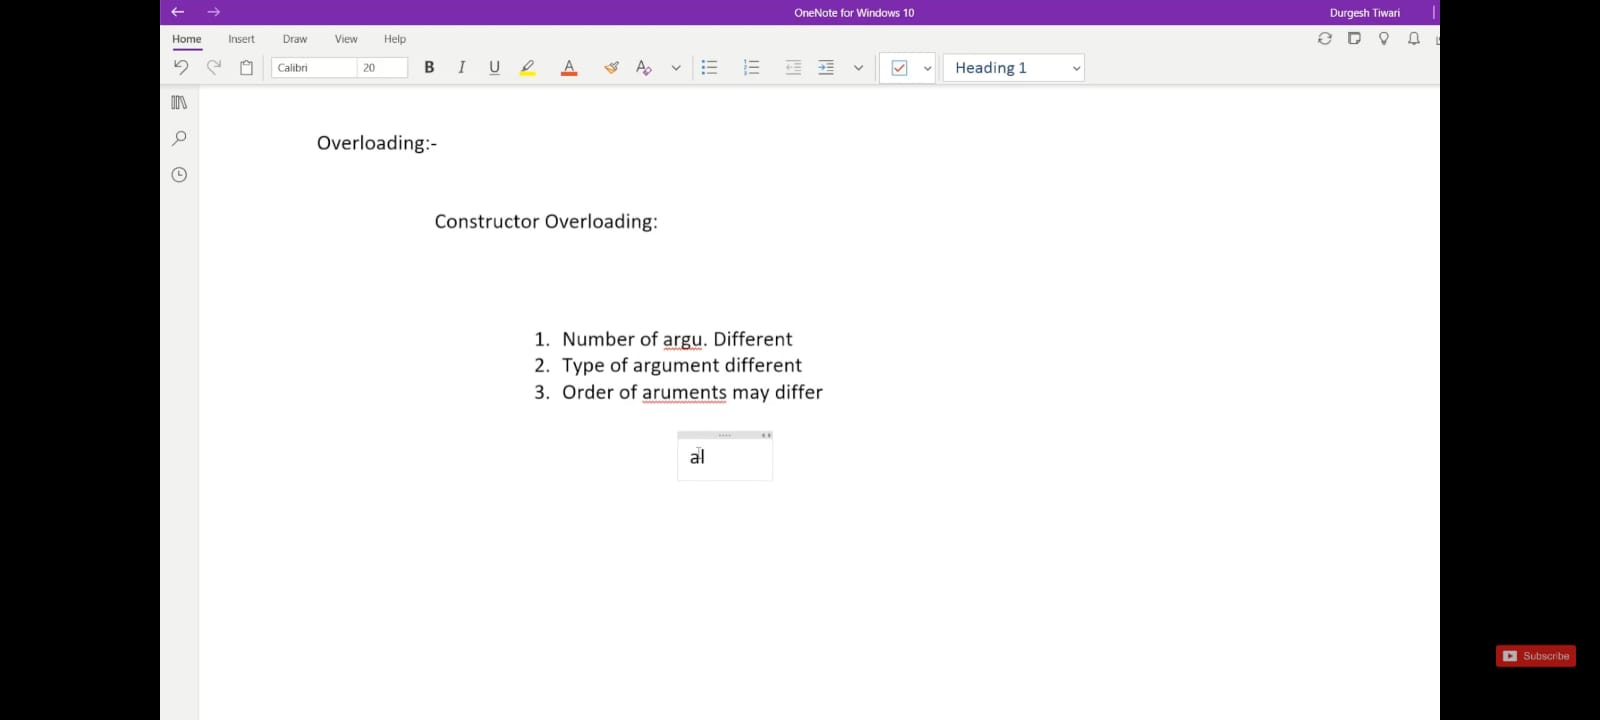 OneNote for Windows 10
Durgesh Tiwari
Home Insert Draw View Help
Calibri 20 B I U A A Heading 1
Overloading:-
Constructor Overloading:
1. Number of argu. Different
2. Type of argument different
3. Order of aruments may differ
al
Subscribe